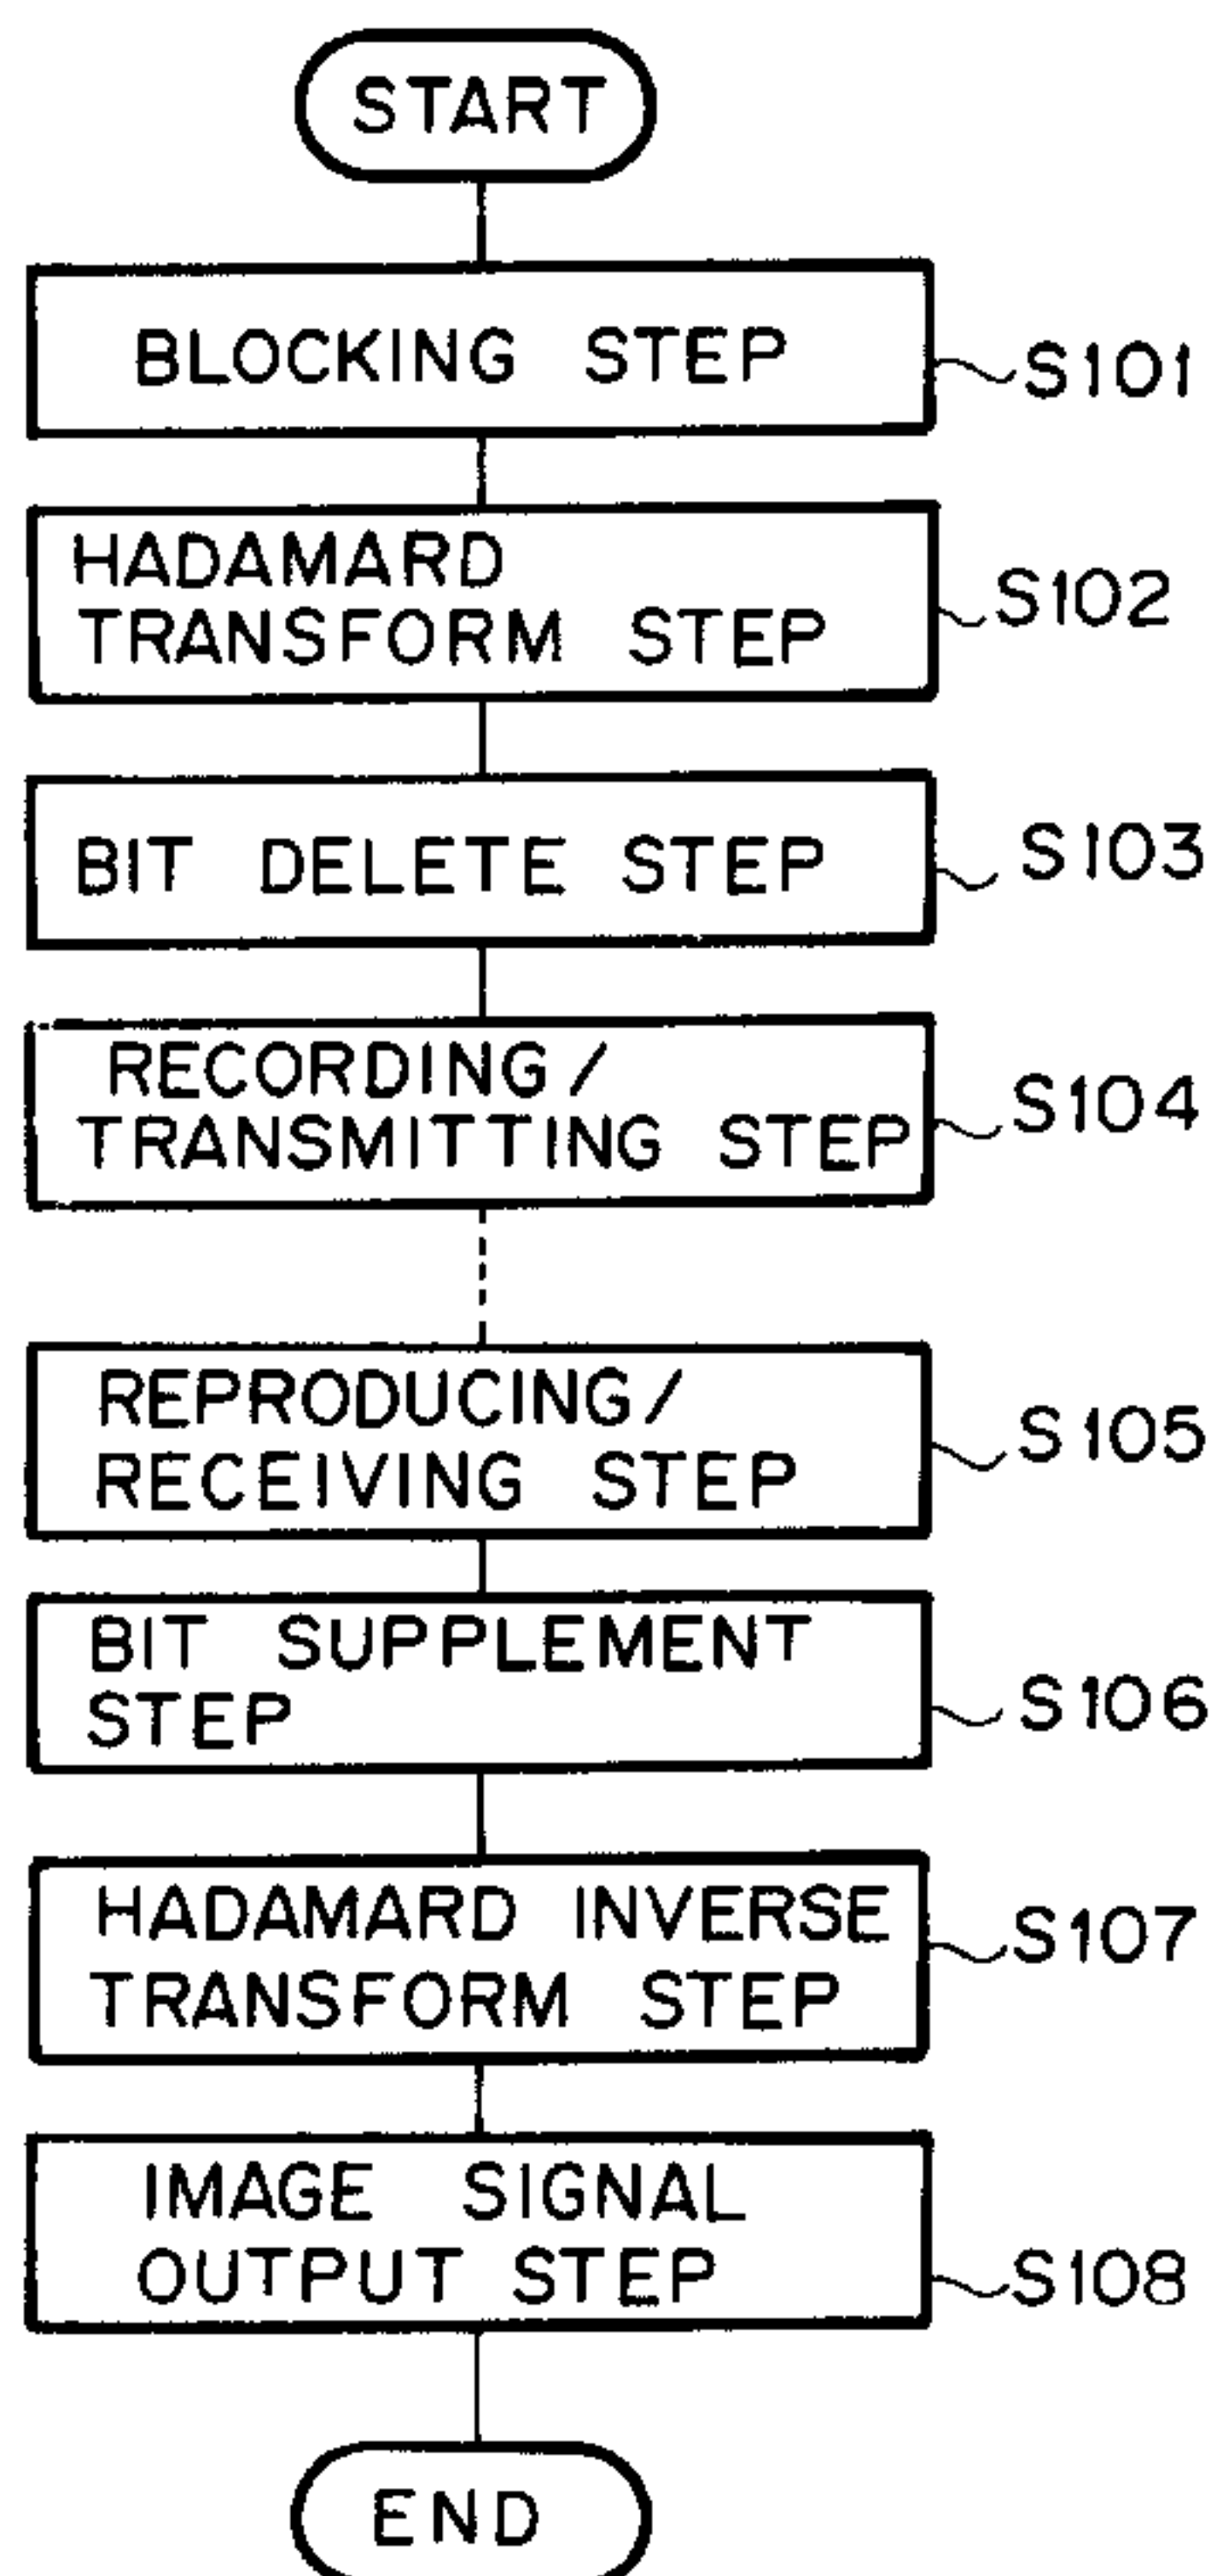 START
BLOCKING STEP
S101
HADAMARD
TRANSFORM STEP
S102
BIT DELETE STEP
S103
RECORDING/
TRANSMITTING STEP
S104
REPRODUCING/
RECEIVING STEP
S105
BIT SUPPLEMENT
STEP
S106
HADAMARD INVERSE
TRANSFORM STEP
S107
IMAGE SIGNAL
OUTPUT STEP
S108
END